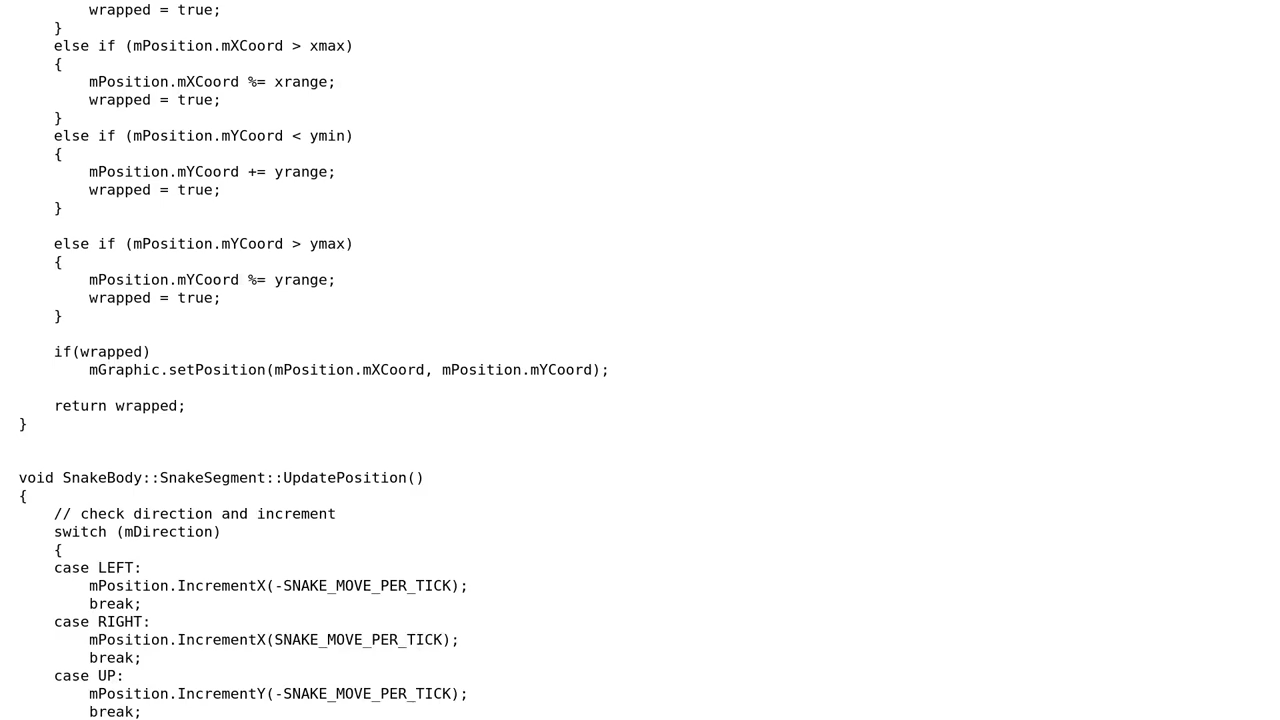 wrapped = true;
    }
    else if (mPosition.mXCoord > xmax)
    {
        mPosition.mXCoord %= xrange;
        wrapped = true;
    }
    else if (mPosition.mYCoord < ymin)
    {
        mPosition.mYCoord += yrange;
        wrapped = true;
    }

    else if (mPosition.mYCoord > ymax)
    {
        mPosition.mYCoord %= yrange;
        wrapped = true;
    }

    if(wrapped)
        mGraphic.setPosition(mPosition.mXCoord, mPosition.mYCoord);

    return wrapped;
}


void SnakeBody::SnakeSegment::UpdatePosition()
{
    // check direction and increment
    switch (mDirection)
    {
    case LEFT:
        mPosition.IncrementX(-SNAKE_MOVE_PER_TICK);
        break;
    case RIGHT:
        mPosition.IncrementX(SNAKE_MOVE_PER_TICK);
        break;
    case UP:
        mPosition.IncrementY(-SNAKE_MOVE_PER_TICK);
        break;